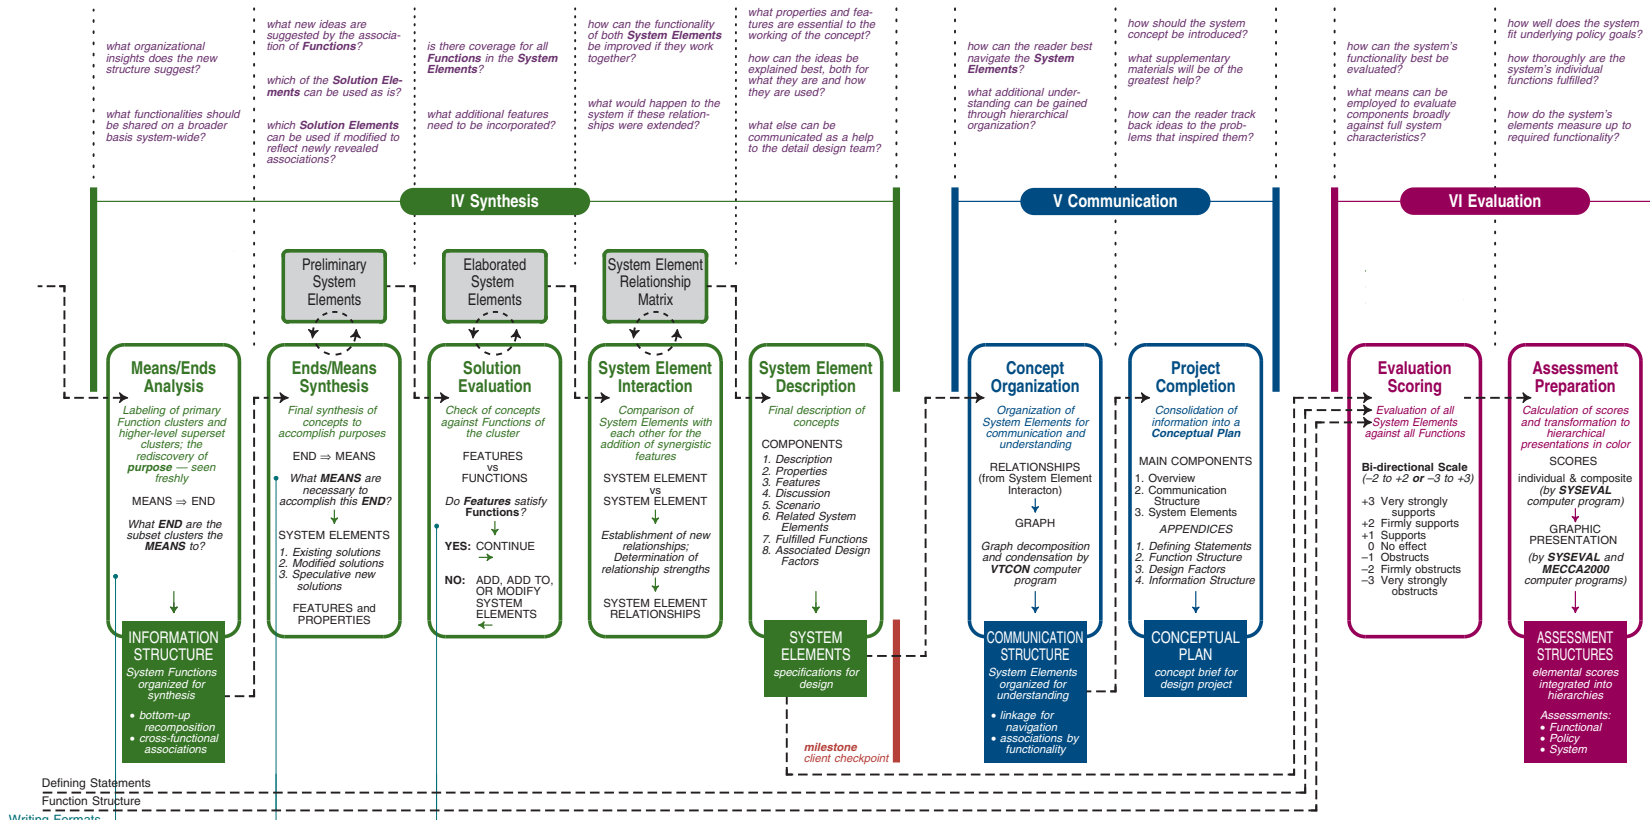 what organizational
insights does the new
structure suggest?
what functionalities should
be shared on a broader
basis system-wide?
what new ideas are
suggested by the associa-
tion of Functions?
which of the Solution Ele-
ments can be used as is?
which Solution Elements
can be used if modified to
reflect newly revealed
associations?
is there coverage for all
Functions in the System
Elements?
what additional features
need to be incorporated?
how can the functionality
of both System Elements
be improved if they work
together?
what would happen to the
system if these relation-
ships were extended?
what properties and fea-
tures are essential to the
working of the concept?
how can the ideas be
explained best, both for
what they are and how
they are used?
what else can be
communicated as a help
to the detail design team?
how can the reader best
navigate the System
Elements?
what additional under-
standing can be gained
through hierarchical
organization?
how should the system
concept be introduced?
what supplementary
materials will be of the
greatest help?
how can the reader track
back ideas to the prob-
lems that inspired them?
how can the system's
functionality best be
evaluated?
what means can be
employed to evaluate
components broadly
against full system
characteristics?
how well does the system
fit underlying policy goals?
how thoroughly are the
system's individual
functions fulfilled?
how do the system's
elements measure up to
required functionality?
IV Synthesis
V Communication
VI Evaluation
Preliminary
System
Elements
Elaborated
System
Elements
System Element
Relationship
Matrix
Means/Ends
Analysis
Labeling of primary
Function clusters and
higher-level superset
clusters; the
rediscovery of
purpose — seen
freshly
MEANS ⇒ END
What END are the
subset clusters the
MEANS to?
INFORMATION
STRUCTURE
System Functions
organized for
synthesis
• bottom-up
recomposition
• cross-functional
associations
Ends/Means
Synthesis
Final synthesis of
concepts to
accomplish purposes
END ⇒ MEANS
What MEANS are
necessary to
accomplish this END?
SYSTEM ELEMENTS
1. Existing solutions
2. Modified solutions
3. Speculative new
solutions
FEATURES and
PROPERTIES
Solution
Evaluation
Check of concepts
against Functions of
the cluster
FEATURES
vs
FUNCTIONS
Do Features satisfy
Functions?
YES: CONTINUE
NO: ADD, ADD TO,
OR MODIFY
SYSTEM
ELEMENTS
System Element
Interaction
Comparison of
System Elements with
each other for the
addition of synergistic
features
SYSTEM ELEMENT
vs
SYSTEM ELEMENT
Establishment of new
relationships;
Determination of
relationship strengths
SYSTEM ELEMENT
RELATIONSHIPS
System Element
Description
Final description of
concepts
COMPONENTS
1. Description
2. Properties
3. Features
4. Discussion
5. Scenario
6. Related System
Elements
7. Fulfilled Functions
8. Associated Design
Factors
SYSTEM
ELEMENTS
specifications for
design
milestone
client checkpoint
Concept
Organization
Organization of
System Elements for
communication and
understanding
RELATIONSHIPS
(from System Element
Interacton)
GRAPH
Graph decomposition
and condensation by
VTCON computer
program
COMMUNICATION
STRUCTURE
System Elements
organized for
understanding
• linkage for
navigation
• associations by
functionality
Project
Completion
Consolidation of
information into a
Conceptual Plan
MAIN COMPONENTS
1. Overview
2. Communication
Structure
3. System Elements
APPENDICES
1. Defining Statements
2. Function Structure
3. Design Factors
4. Information Structure
CONCEPTUAL
PLAN
concept brief for
design project
Evaluation
Scoring
Evaluation of all
System Elements
against all Functions
Bi-directional Scale
(–2 to +2 or –3 to +3)
+3 Very strongly
supports
+2 Firmly supports
+1 Supports
0 No effect
–1 Obstructs
–2 Firmly obstructs
–3 Very strongly
obstructs
Assessment
Preparation
Calculation of scores
and transformation to
hierarchical
presentations in color
SCORES
individual & composite
(by SYSEVAL
computer program)
GRAPHIC
PRESENTATION
(by SYSEVAL and
MECCA2000
computer programs)
ASSESSMENT
STRUCTURES
elemental scores
integrated into
hierarchies
Assessments:
• Functional
• Policy
• System
Defining Statements
Function Structure
Writing Formats